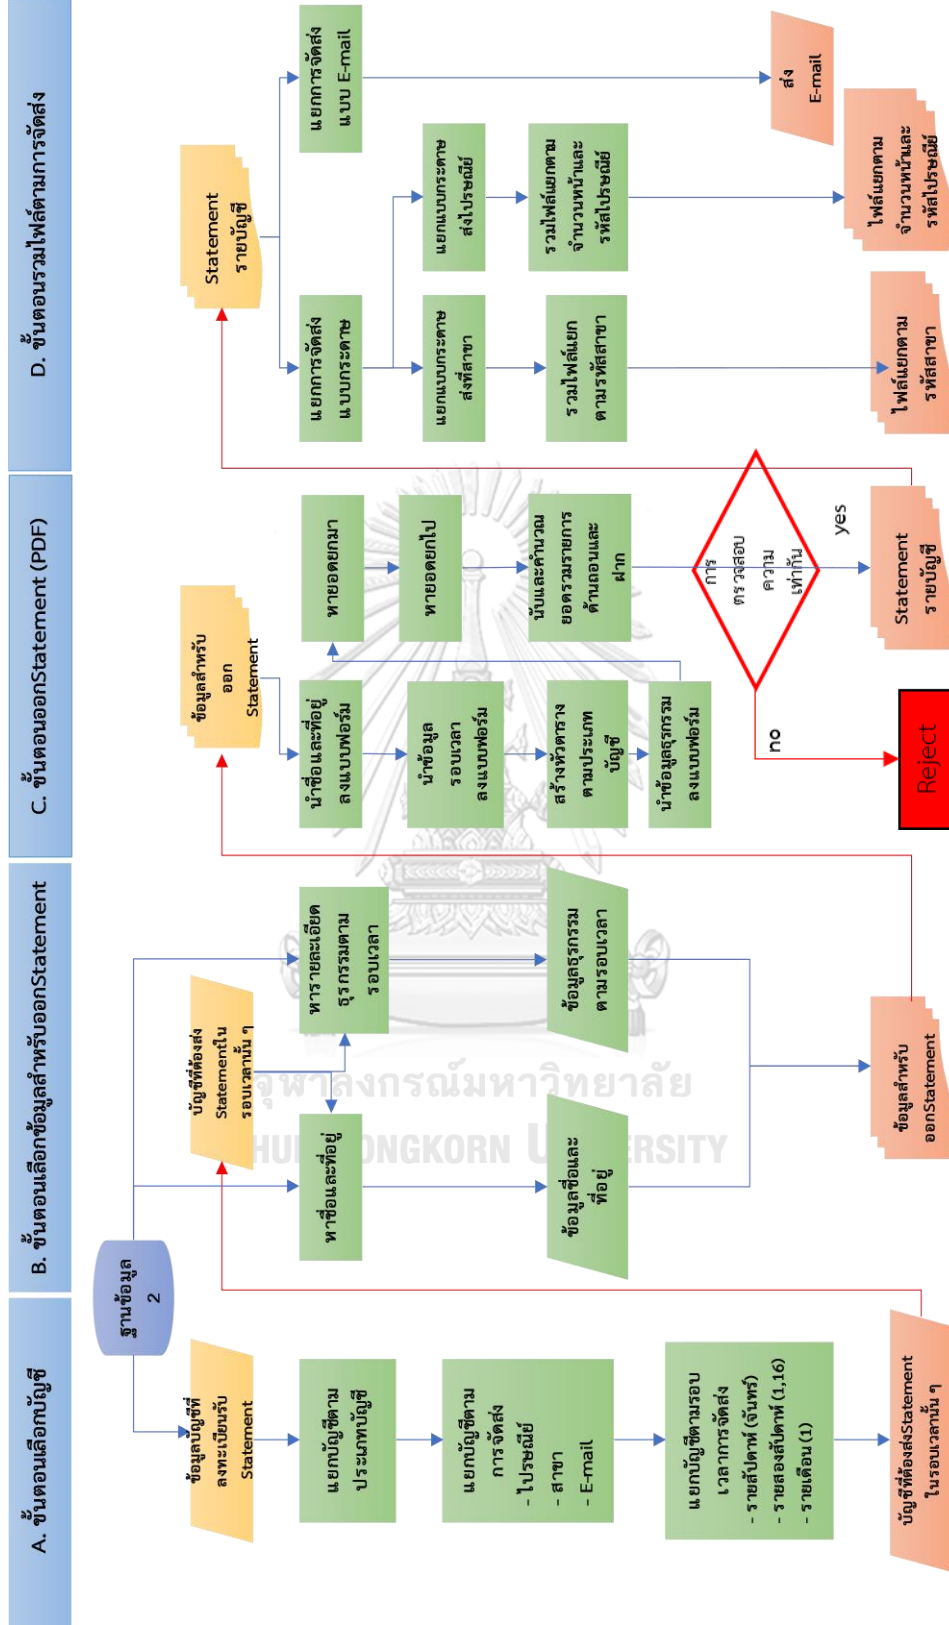 A. ขั้นตอนเลือกบัญชี
B. ขั้นตอนเลือกข้อมูลสำหรับออกStatement
C. ขั้นตอนออกStatement (PDF)
D. ขั้นตอนรวมไฟล์ตามการจัดส่ง
ฐานข้อมูล
2
ข้อมูลบัญชีที่
ลงทะเบียนรับ
Statement
แยกบัญชีตาม
ประเภทบัญชี
แยกบัญชีตาม
การจัดส่ง
- ไปรษณีย์
- สาขา
- E-mail
แยกบัญชีตามรอบ
เวลาการจัดส่ง
- รายสัปดาห์ (จันทร์)
- รายสองสัปดาห์ (1,16)
- รายเดือน (1)
บัญชีที่ต้องส่งStatement
ในรอบเวลานั้น ๆ
บัญชีที่ต้องส่ง
Statementใน
รอบเวลานั้น ๆ
หาชื่อและที่อยู่
หารายละเอียด
ธุรกรรมตาม
รอบเวลา
ข้อมูลชื่อและ
ที่อยู่
ข้อมูลธุรกรรม
ตามรอบเวลา
ข้อมูลสำหรับ
ออกStatement
ข้อมูลสำหรับ
ออก
Statement
นำชื่อและที่อยู่
ลงแบบฟอร์ม
นำข้อมูล
รอบเวลา
ลงแบบฟอร์ม
สร้างหัวตาราง
ตามประเภท
บัญชี
นำข้อมูลธุรกรรม
ลงแบบฟอร์ม
หายอดยกมา
หายอดยกไป
นับและคำนวณ
ยอดรวมรายการ
ด้านถอนและ
ฝาก
การ
ตรวจสอบ
ความ
เท่ากัน
no
yes
Reject
Statement
รายบัญชี
Statement
รายบัญชี
แยกการจัดส่ง
แบบกระดาษ
แยกการจัดส่ง
แบบ E-mail
แยกแบบกระดาษ
ส่งที่สาขา
แยกแบบกระดาษ
ส่งไปรษณีย์
รวมไฟล์แยก
ตามรหัสสาขา
รวมไฟล์แยกตาม
จำนวนหน้าและ
รหัสไปรษณีย์
ส่ง
E-mail
ไฟล์แยกตาม
รหัสสาขา
ไฟล์แยกตาม
จำนวนหน้าและ
รหัสไปรษณีย์
จุฬาลงกรณ์มหาวิทยาลัย